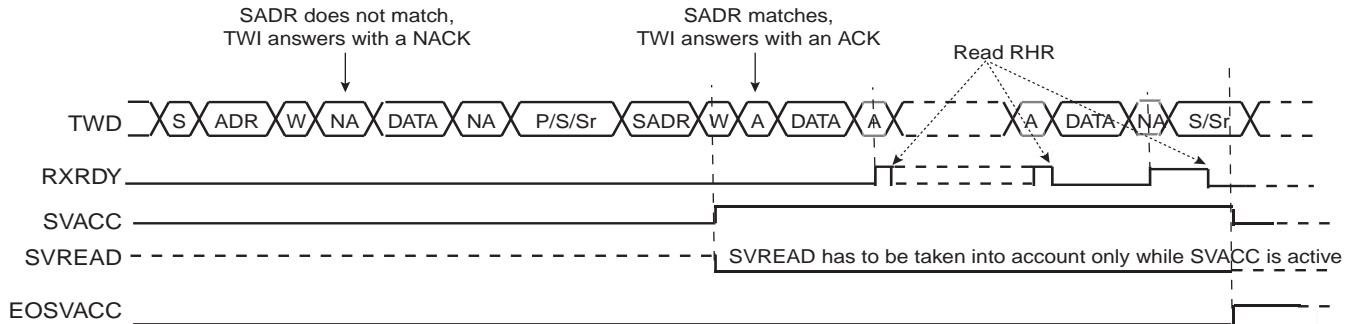 SADR does not match,
TWI answers with a NACK
SADR matches,
TWI answers with an ACK
Read RHR
TWD S ADR W NA DATA NA P/S/Sr SADR W A DATA A A DATA NA S/Sr
RXRDY
SVACC
SVREAD SVREAD has to be taken into account only while SVACC is active
EOSVACC